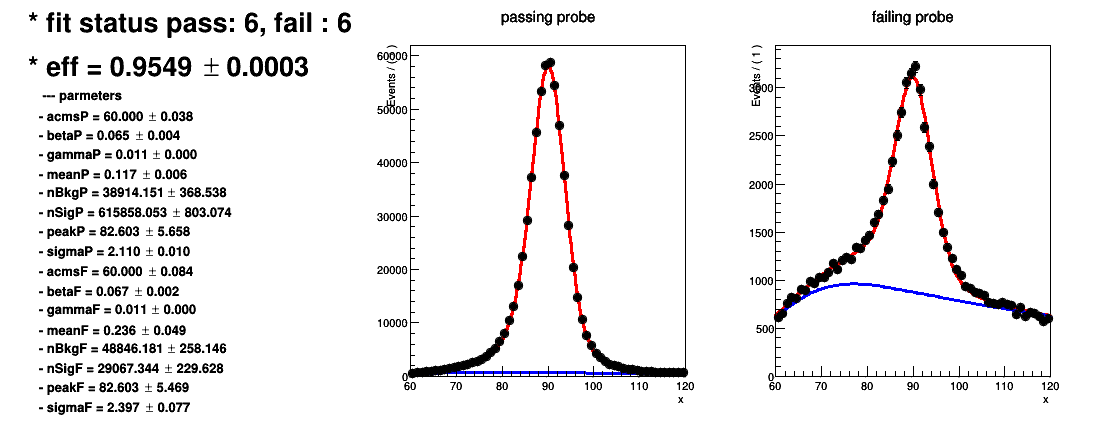 * fit status pass: 6, fail : 6
* eff = 0.9549 ± 0.0003
--- parmeters
- acmsP = 60.000 ± 0.038
- betaP = 0.065 ± 0.004
- gammaP = 0.011 ± 0.000
- meanP = 0.117 ± 0.006
- nBkgP = 38914.151 ± 368.538
- nSigP = 615858.053 ± 803.074
- peakP = 82.603 ± 5.658
- sigmaP = 2.110 ± 0.010
- acmsF = 60.000 ± 0.084
- betaF = 0.067 ± 0.002
- gammaF = 0.011 ± 0.000
- meanF = 0.236 ± 0.049
- nBkgF = 48846.181 ± 258.146
- nSigF = 29067.344 ± 229.628
- peakF = 82.603 ± 5.469
- sigmaF = 2.397 ± 0.077
passing probe
Events / ( 1 )
60000
50000
40000
30000
20000
10000
0
60 70 80 90 100 110 120
x
failing probe
Events / ( 1 )
3000
2500
2000
1500
1000
500
0
60 70 80 90 100 110 120
x